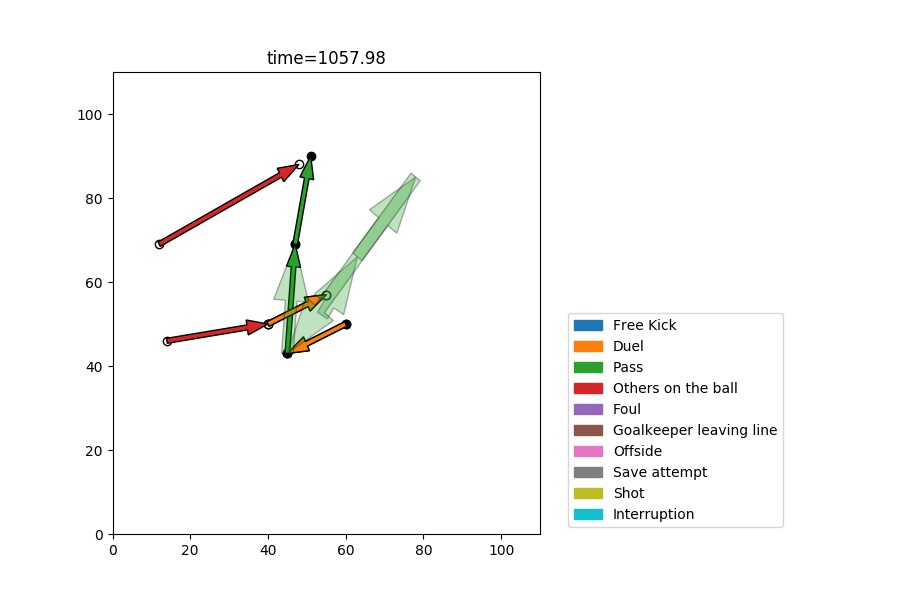 time=1057.98
100
80
60
40
20
0
0 20 40 60 80 100
Free Kick
Duel
Pass
Others on the ball
Foul
Goalkeeper leaving line
Offside
Save attempt
Shot
Interruption